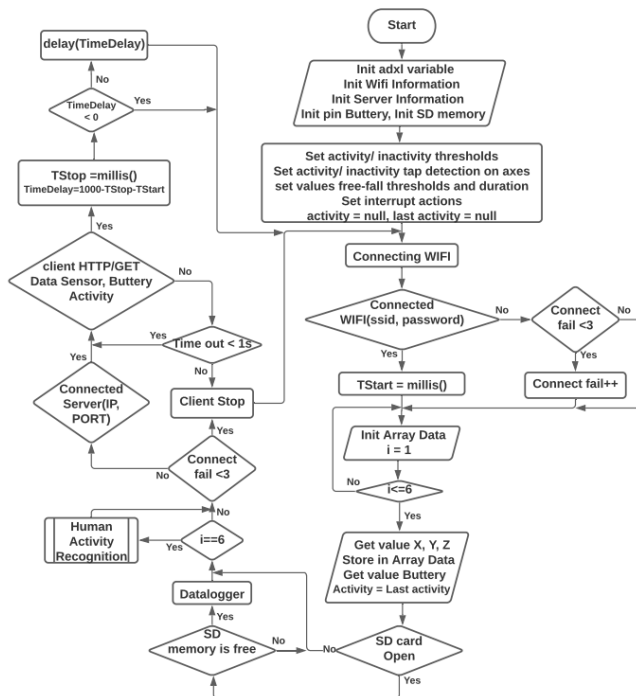 Start
Init adxl variable
Init Wifi Information
Init Server Information
Init pin Buttery, Init SD memory
Set activity/ inactivity thresholds
Set activity/ inactivity tap detection on axes
set values free-fall thresholds and duration
Set interrupt actions
activity = null, last activity = null
Connecting WIFI
Connected
WIFI(ssid, password)
No
Connect
fail <3
Yes
Yes
TStart = millis()
Connect fail++
Init Array Data
i = 1
No
i<=6
Yes
Get value X, Y, Z
Store in Array Data
Get value Buttery
Activity = Last activity
SD card
Open
No
Yes
SD
memory is free
No
Yes
Datalogger
i==6
No
Yes
Human
Activity
Recognition
Connect
fail <3
No
Yes
Client Stop
Connected
Server(IP,
PORT)
No
Yes
Time out < 1s
Yes
No
client HTTP/GET
Data Sensor, Buttery
Activity
No
Yes
TStop =millis()
TimeDelay=1000-TStop-TStart
TimeDelay
< 0
Yes
No
delay(TimeDelay)